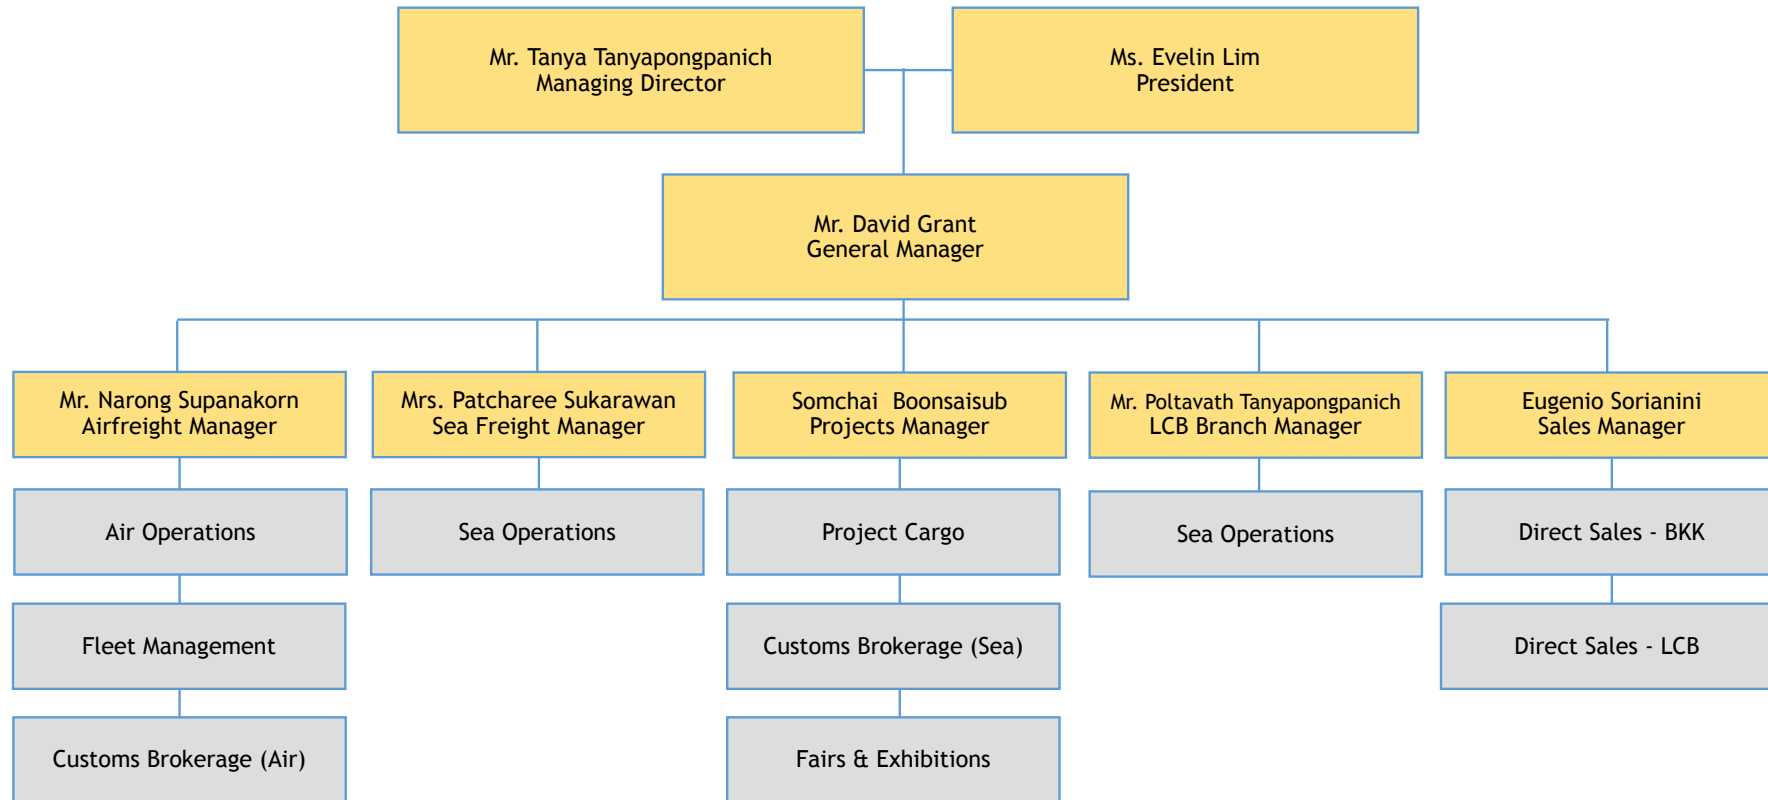 Mr. Tanya Tanyapongpanich
Managing Director
Ms. Evelin Lim
President
Mr. David Grant
General Manager
Mr. Narong Supanakorn
Airfreight Manager
Mrs. Patcharee Sukarawan
Sea Freight Manager
Somchai  Boonsaisub
Projects Manager
Mr. Poltavath Tanyapongpanich
LCB Branch Manager
Eugenio Sorianini
Sales Manager
Air Operations
Sea Operations
Project Cargo
Sea Operations
Direct Sales - BKK
Fleet Management
Customs Brokerage (Sea)
Direct Sales - LCB
Customs Brokerage (Air)
Fairs & Exhibitions